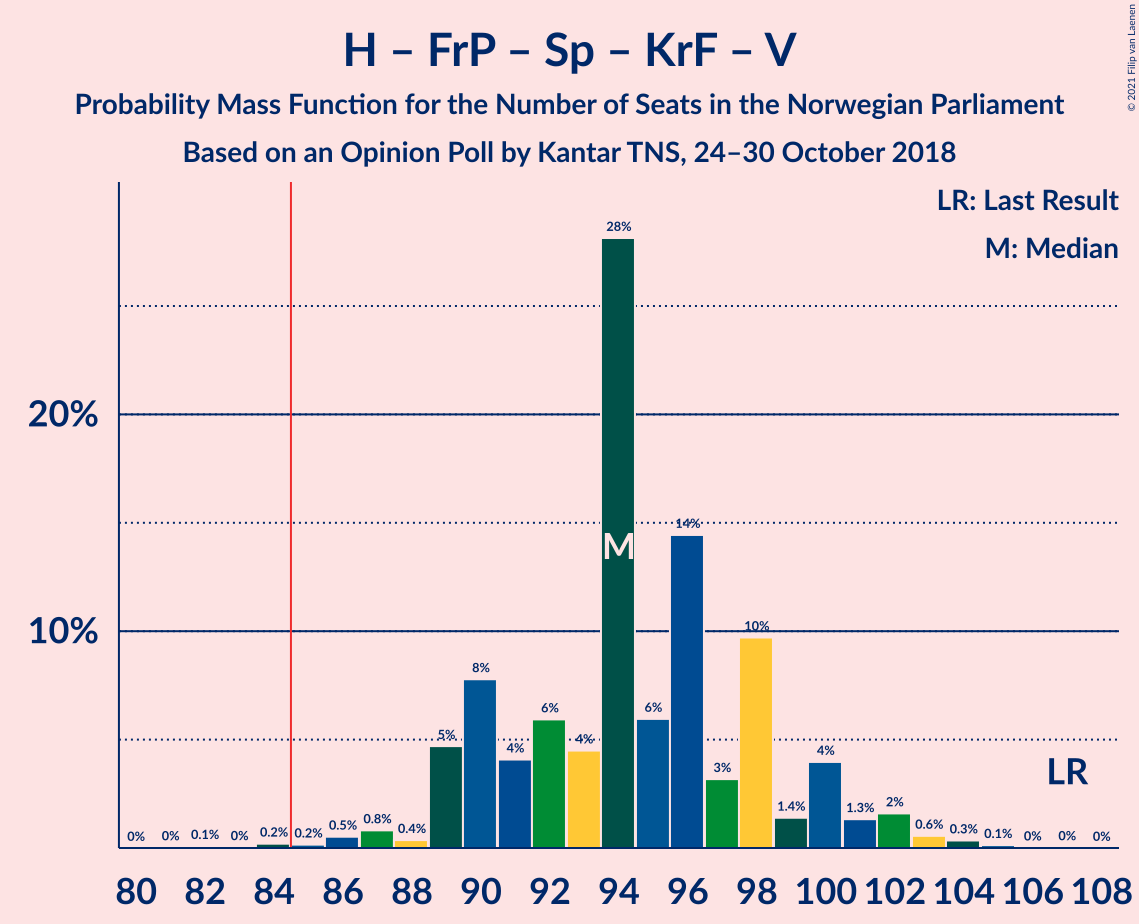 H – FrP – Sp – KrF – V
Probability Mass Function for the Number of Seats in the Norwegian Parliament
Based on an Opinion Poll by Kantar TNS, 24–30 October 2018
© 2021 Filip van Laenen
LR: Last Result
M: Median
20%
10%
0% 0% 0.1% 0% 0.2% 0.2% 0.5% 0.8% 0.4% 5% 8% 4% 6% 4% 28% 6% 14% 3% 10% 1.4% 4% 1.3% 2% 0.6% 0.3% 0.1% 0% 0% 0%
M
LR
80 82 84 86 88 90 92 94 96 98 100 102 104 106 108